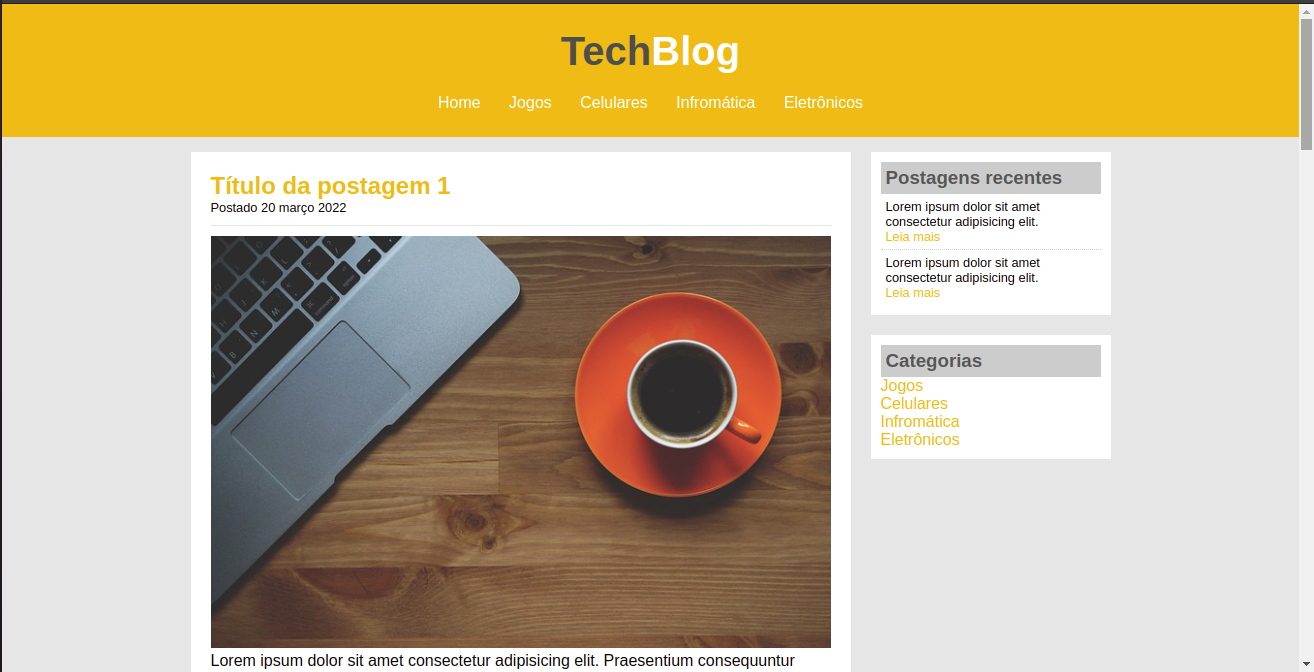 TechBlog
Home Jogos Celulares Infromática Eletrônicos
Título da postagem 1
Postado 20 março 2022
Lorem ipsum dolor sit amet consectetur adipisicing elit. Praesentium consequuntur
Postagens recentes
Lorem ipsum dolor sit amet
consectetur adipisicing elit.
Leia mais
Lorem ipsum dolor sit amet
consectetur adipisicing elit.
Leia mais
Categorias
Jogos
Celulares
Infromática
Eletrônicos